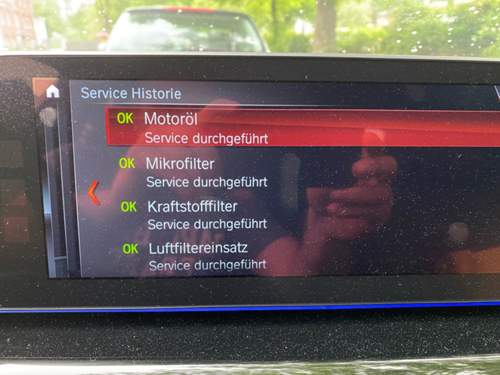 Service Historie
OK Motoröl
Service durchgeführt
OK Mikrofilter
Service durchgeführt
OK Kraftstofffilter
Service durchgeführt
OK Luftfiltereinsatz
Service durchgeführt